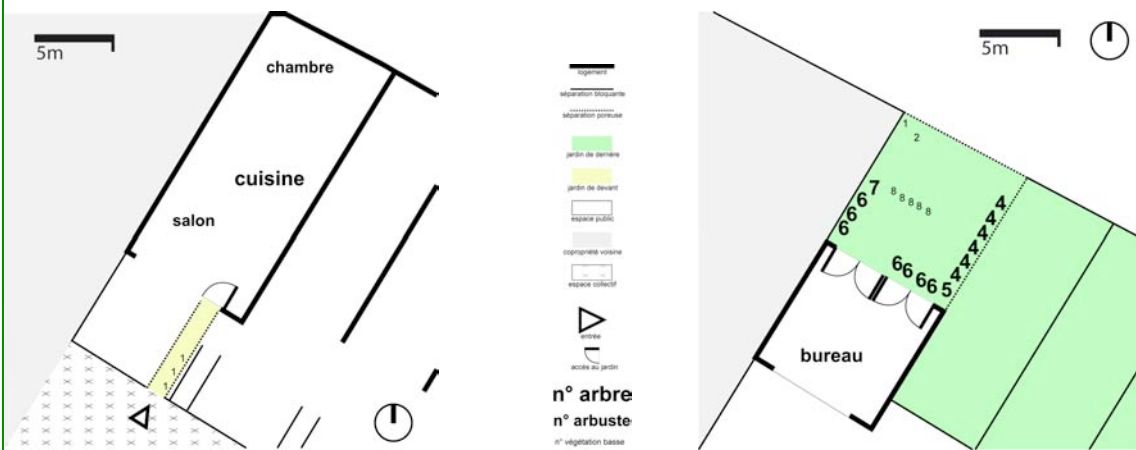 5m
chambre
cuisine
salon
1
1
1
logement
séparation bloquante
séparation poreuse
jardin de derrière
jardin de devant
espace public
copropriété voisine
espace collectif
entrée
accès au jardin
n° arbre
n° arbuste
n° végétation basse
5m
1
2
7
6
6
6
8
8
8
8
8
4
4
4
4
4
4
6
6
6
6
5
bureau